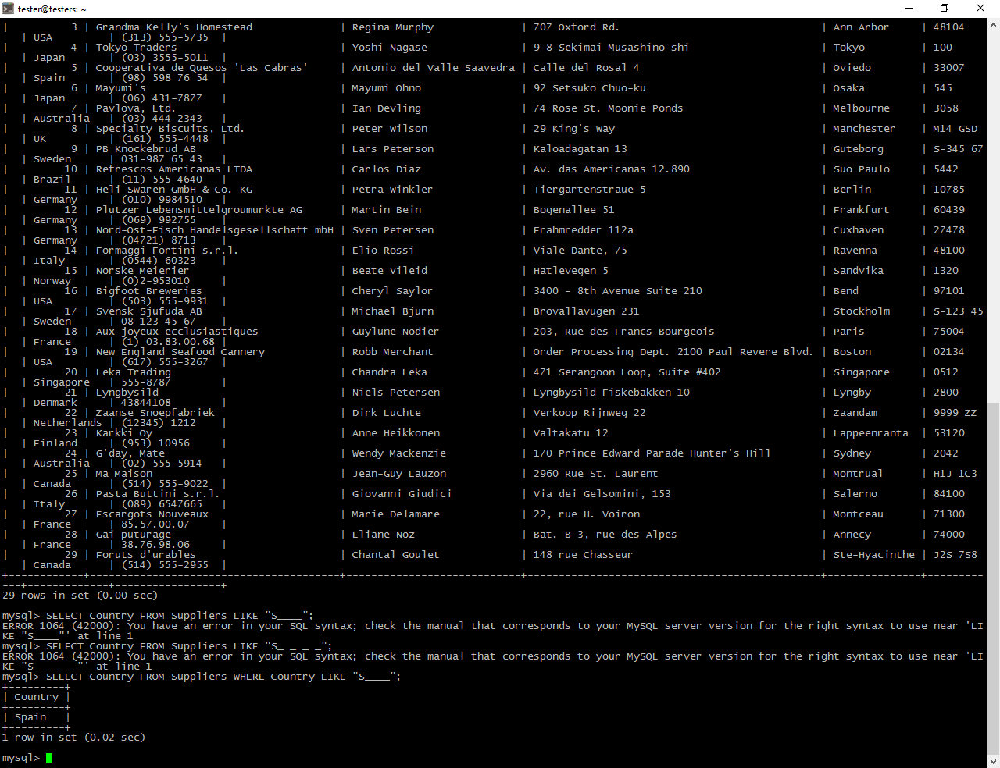 tester@testers: ~
|          3 | Grandma Kelly's Homestead              | Regina Murphy              | 707 Oxford Rd.                                | Ann Arbor     | 48104
   | USA         | (313) 555-5735  |
|          4 | Tokyo Traders                          | Yoshi Nagase               | 9-8 Sekimai Musashino-shi                     | Tokyo         | 100
   | Japan       | (03) 3555-5011  |
|          5 | Cooperativa de Quesos 'Las Cabras'     | Antonio del Valle Saavedra | Calle del Rosal 4                             | Oviedo        | 33007
   | Spain       | (98) 598 76 54  |
|          6 | Mayumi's                               | Mayumi Ohno                | 92 Setsuko Chuo-ku                            | Osaka         | 545
   | Japan       | (06) 431-7877   |
|          7 | Pavlova, Ltd.                          | Ian Devling                | 74 Rose St. Moonie Ponds                      | Melbourne     | 3058
   | Australia   | (03) 444-2343   |
|          8 | Specialty Biscuits, Ltd.               | Peter Wilson               | 29 King's Way                                 | Manchester    | M14 GSD
   | UK          | (161) 555-4448  |
|          9 | PB Knockebrud AB                       | Lars Peterson              | Kaloadagatan 13                               | Guteborg      | S-345 67
   | Sweden      | 031-987 65 43   |
|         10 | Refrescos Americanas LTDA              | Carlos Diaz                | Av. das Americanas 12.890                     | Suo Paulo     | 5442
   | Brazil      | (11) 555 4640   |
|         11 | Heli Swaren GmbH & Co. KG              | Petra Winkler              | Tiergartenstraue 5                            | Berlin        | 10785
   | Germany     | (010) 9984510   |
|         12 | Plutzer Lebensmittelgroumurkte AG      | Martin Bein                | Bogenallee 51                                 | Frankfurt     | 60439
   | Germany     | (069) 992755    |
|         13 | Nord-Ost-Fisch Handelsgesellschaft mbH | Sven Petersen              | Frahmredder 112a                              | Cuxhaven      | 27478
   | Germany     | (04721) 8713    |
|         14 | Formaggi Fortini s.r.l.                | Elio Rossi                 | Viale Dante, 75                               | Ravenna       | 48100
   | Italy       | (0544) 60323    |
|         15 | Norske Meierier                        | Beate Vileid               | Hatlevegen 5                                  | Sandvika      | 1320
   | Norway      | (0)2-953010     |
|         16 | Bigfoot Breweries                      | Cheryl Saylor              | 3400 - 8th Avenue Suite 210                   | Bend          | 97101
   | USA         | (503) 555-9931  |
|         17 | Svensk Sjufuda AB                      | Michael Bjurn              | Brovallavugen 231                             | Stockholm     | S-123 45
   | Sweden      | 08-123 45 67    |
|         18 | Aux joyeux ecclusiastiques             | Guylune Nodier             | 203, Rue des Francs-Bourgeois                 | Paris         | 75004
   | France      | (1) 03.83.00.68 |
|         19 | New England Seafood Cannery            | Robb Merchant              | Order Processing Dept. 2100 Paul Revere Blvd. | Boston        | 02134
   | USA         | (617) 555-3267  |
|         20 | Leka Trading                           | Chandra Leka               | 471 Serangoon Loop, Suite #402                | Singapore     | 0512
   | Singapore   | 555-8787        |
|         21 | Lyngbysild                             | Niels Petersen             | Lyngbysild Fiskebakken 10                     | Lyngby        | 2800
   | Denmark     | 43844108        |
|         22 | Zaanse Snoepfabriek                    | Dirk Luchte                | Verkoop Rijnweg 22                            | Zaandam       | 9999 ZZ
   | Netherlands | (12345) 1212    |
|         23 | Karkki Oy                              | Anne Heikkonen             | Valtakatu 12                                  | Lappeenranta  | 53120
   | Finland     | (953) 10956     |
|         24 | G'day, Mate                            | Wendy Mackenzie            | 170 Prince Edward Parade Hunter's Hill        | Sydney        | 2042
   | Australia   | (02) 555-5914   |
|         25 | Ma Maison                              | Jean-Guy Lauzon            | 2960 Rue St. Laurent                          | Montrual      | H1J 1C3
   | Canada      | (514) 555-9022  |
|         26 | Pasta Buttini s.r.l.                   | Giovanni Giudici           | Via dei Gelsomini, 153                        | Salerno       | 84100
   | Italy       | (089) 6547665   |
|         27 | Escargots Nouveaux                     | Marie Delamare             | 22, rue H. Voiron                             | Montceau      | 71300
   | France      | 85.57.00.07     |
|         28 | Gai puturage                           | Eliane Noz                 | Bat. B 3, rue des Alpes                       | Annecy        | 74000
   | France      | 38.76.98.06     |
|         29 | Foruts d'urables                       | Chantal Goulet             | 148 rue Chasseur                              | Ste-Hyacinthe | J2S 7S8
   | Canada      | (514) 555-2955  |
+------------+----------------------------------------+----------------------------+-----------------------------------------------+---------------+---------
---+-------------+-----------------+
29 rows in set (0.00 sec)
mysql> SELECT Country FROM Suppliers LIKE "S____";
ERROR 1064 (42000): You have an error in your SQL syntax; check the manual that corresponds to your MySQL server version for the right syntax to use near 'LI
KE "S____"' at line 1
mysql> SELECT Country FROM Suppliers LIKE "S_ _ _ _";
ERROR 1064 (42000): You have an error in your SQL syntax; check the manual that corresponds to your MySQL server version for the right syntax to use near 'LI
KE "S_ _ _ _"' at line 1
mysql> SELECT Country FROM Suppliers WHERE Country LIKE "S____";
+---------+
| Country |
+---------+
| Spain   |
+---------+
1 row in set (0.02 sec)
mysql>